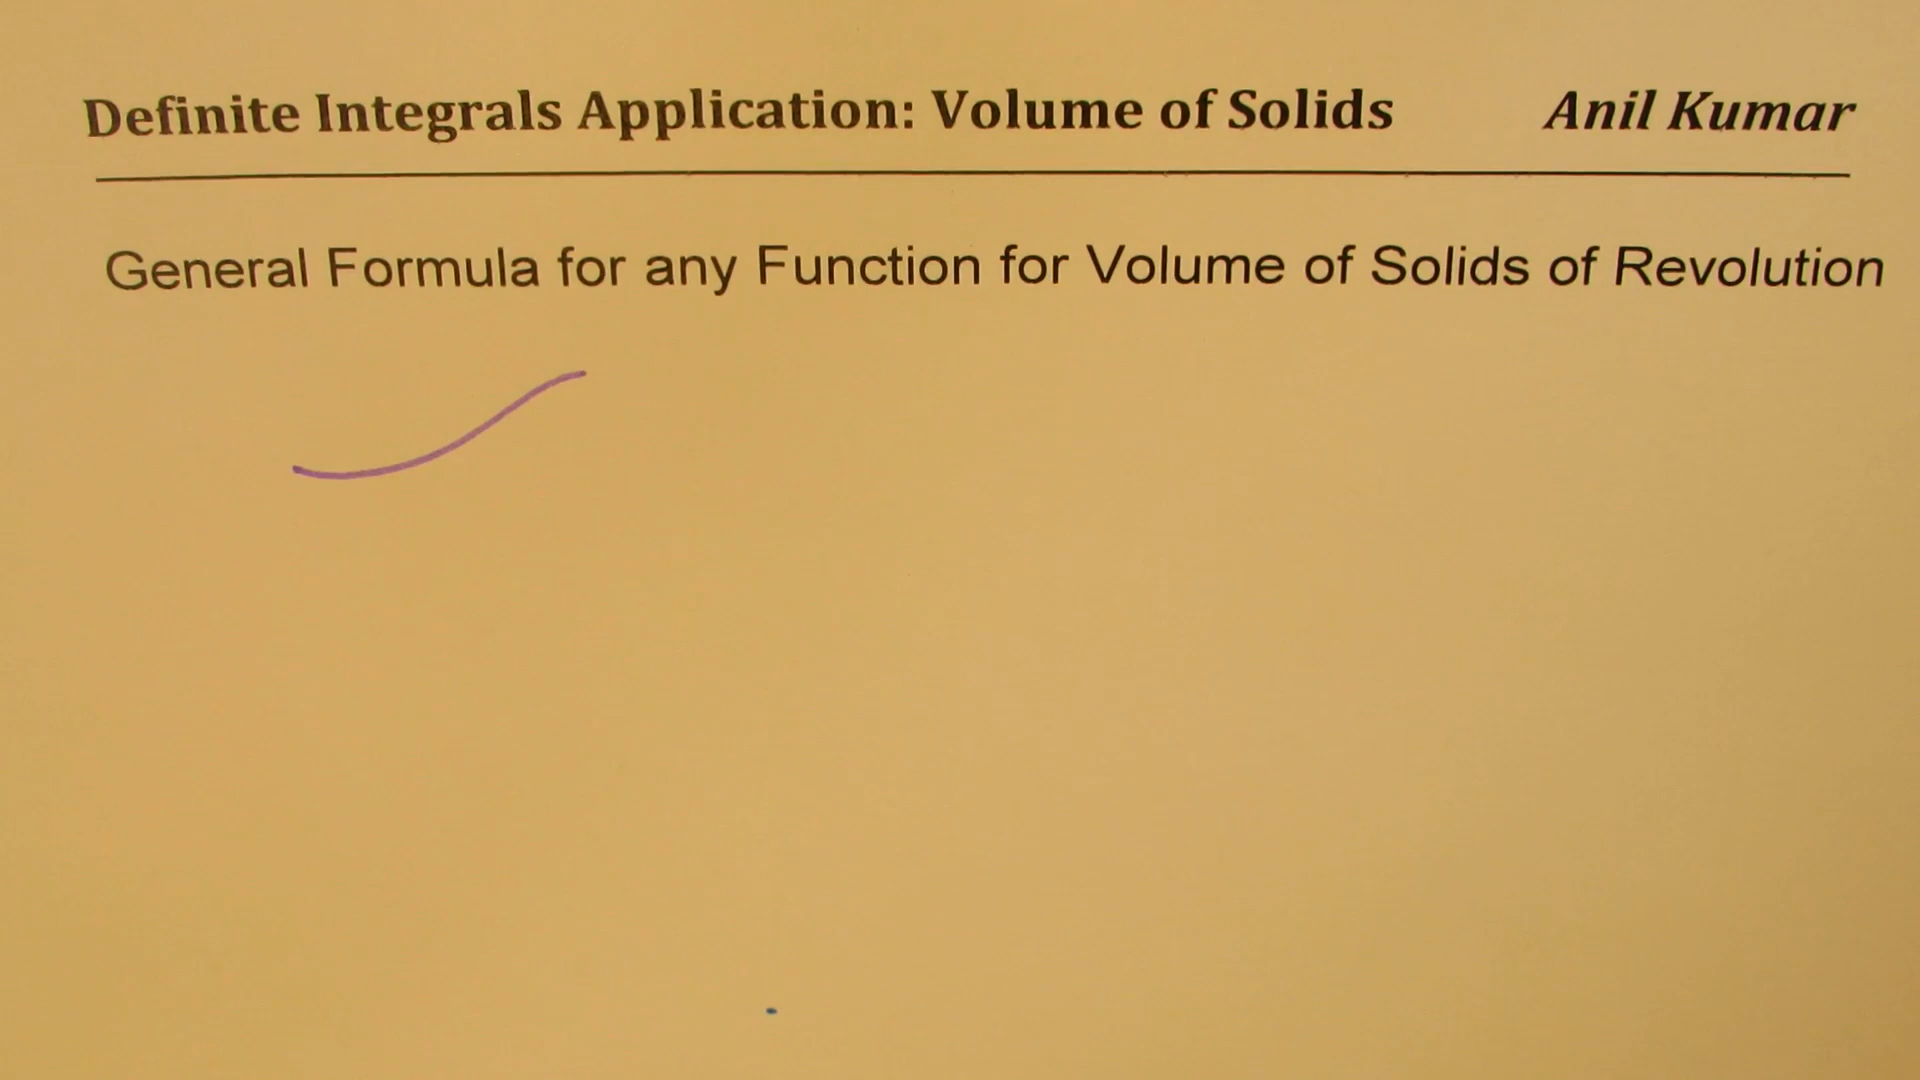 Definite Integrals Application: Volume of Solids Anil Kumar
General Formula for any Function for Volume of Solids of Revolution